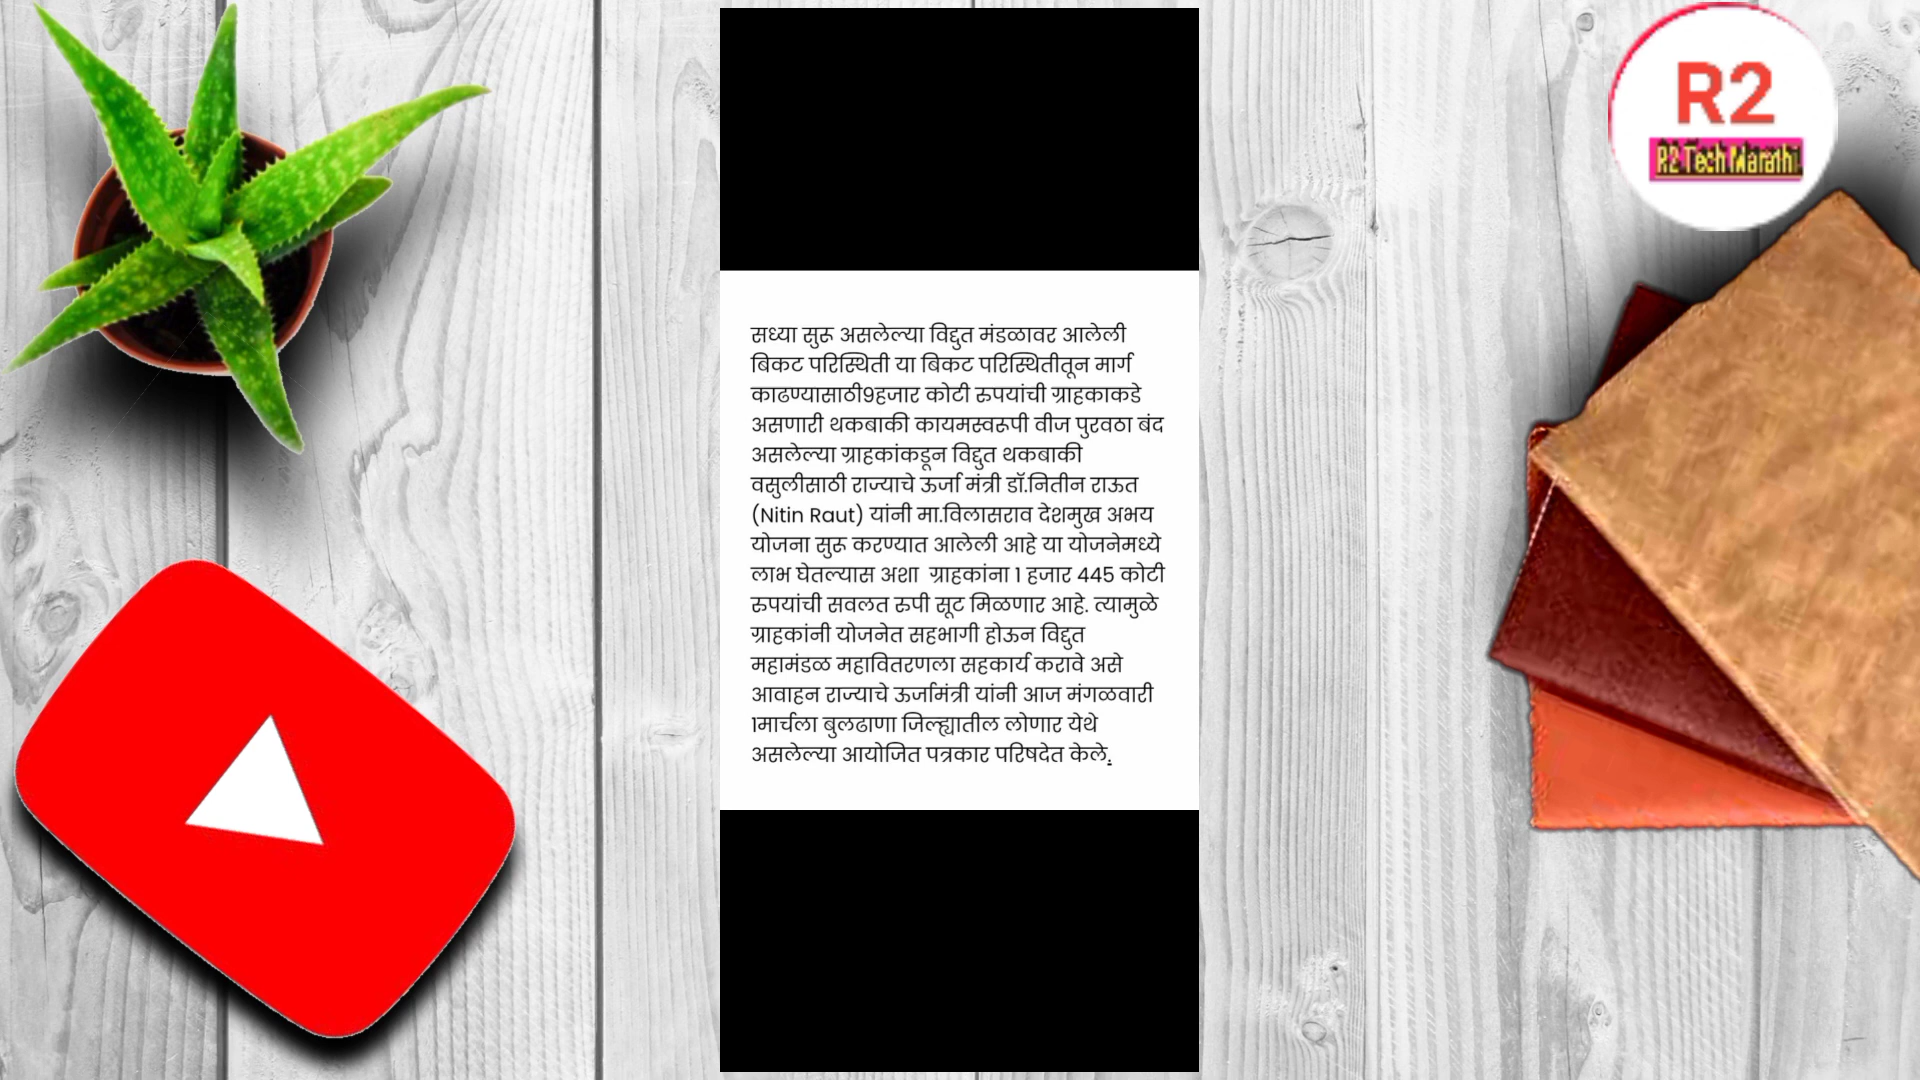 R2
R2 Tech Marathi
सध्या सुरू असलेल्या विद्दुत मंडळावर आलेली
बिकट परिस्थिती या बिकट परिस्थितीतून मार्ग
काढण्यासाठी9हजार कोटी रुपयांची ग्राहकाकडे
असणारी थकबाकी कायमस्वरूपी वीज पुरवठा बंद
असलेल्या ग्राहकांकडून विद्दुत थकबाकी
वसुलीसाठी राज्याचे ऊर्जा मंत्री डॉ.नितीन राऊत
(Nitin Raut) यांनी मा.विलासराव देशमुख अभय
योजना सुरू करण्यात आलेली आहे या योजनेमध्ये
लाभ घेतल्यास अशा  ग्राहकांना 1 हजार 445 कोटी
रुपयांची सवलत रुपी सूट मिळणार आहे. त्यामुळे
ग्राहकांनी योजनेत सहभागी होऊन विद्दुत
महामंडळ महावितरणला सहकार्य करावे असे
आवाहन राज्याचे ऊर्जामंत्री यांनी आज मंगळवारी
1मार्चला बुलढाणा जिल्ह्यातील लोणार येथे
असलेल्या आयोजित पत्रकार परिषदेत केले.